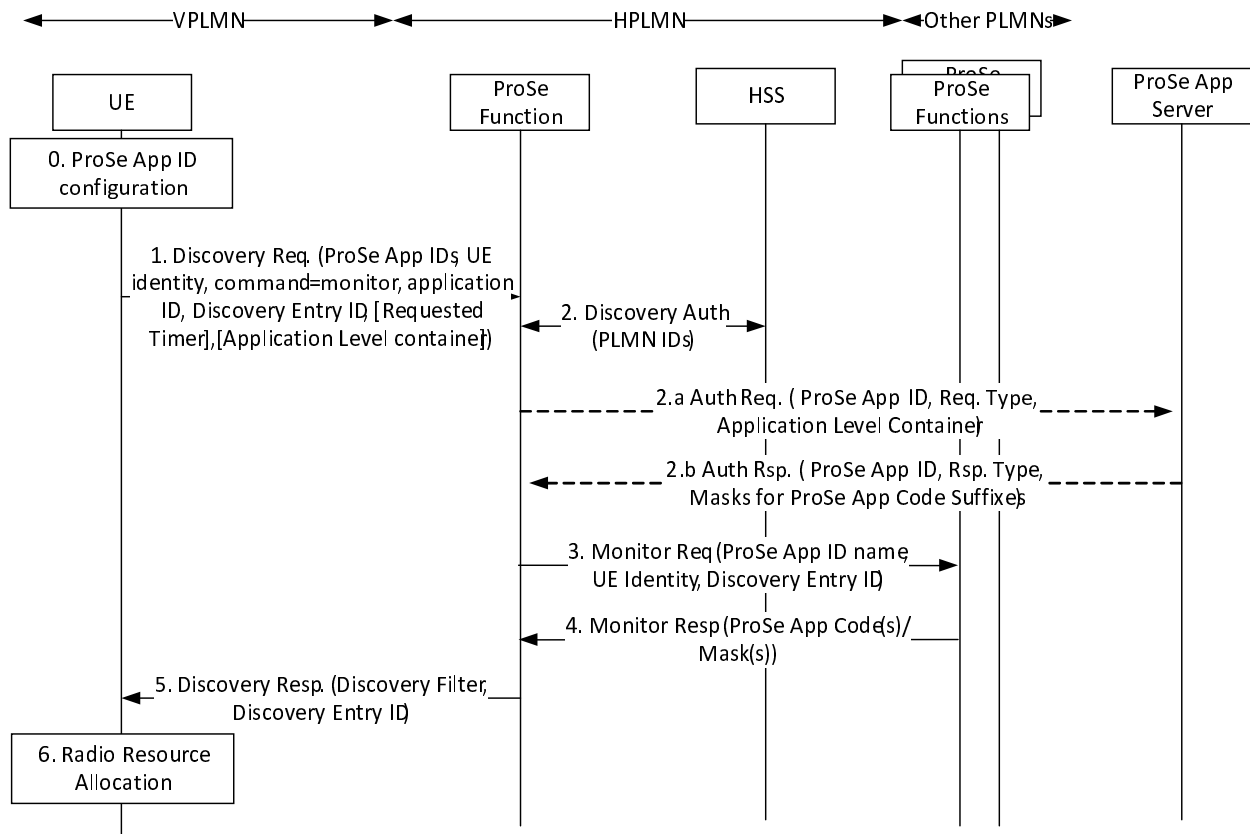 VPLMN
HPLMN
Other PLMNs
UE
ProSe
Function
HSS
ProSe
ProSe
Functions
ProSe App
Server
0. ProSe App ID
configuration
1. Discovery Req. (ProSe App IDs, UE
identity, command=monitor, application
ID, Discovery Entry ID, [Requested
Timer],[Application Level container])
2. Discovery Auth
(PLMN IDs)
2.a Auth Req. ( ProSe App ID, Req. Type,
Application Level Container)
2.b Auth Rsp. ( ProSe App ID, Rsp. Type,
Masks for ProSe App Code Suffixes)
3. Monitor Req (ProSe App ID name,
UE Identity, Discovery Entry ID)
4. Monitor Resp (ProSe App Code(s)/
Mask(s))
5. Discovery Resp. (Discovery Filter,
Discovery Entry ID)
6. Radio Resource
Allocation